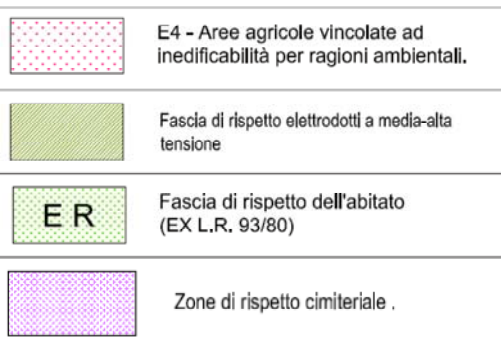 E4 - Aree agricole vincolate ad
inedificabilità per ragioni ambientali.
Fascia di rispetto elettrodotti a media-alta
tensione
E R
Fascia di rispetto dell'abitato
(EX L.R. 93/80)
Zone di rispetto cimiteriale .